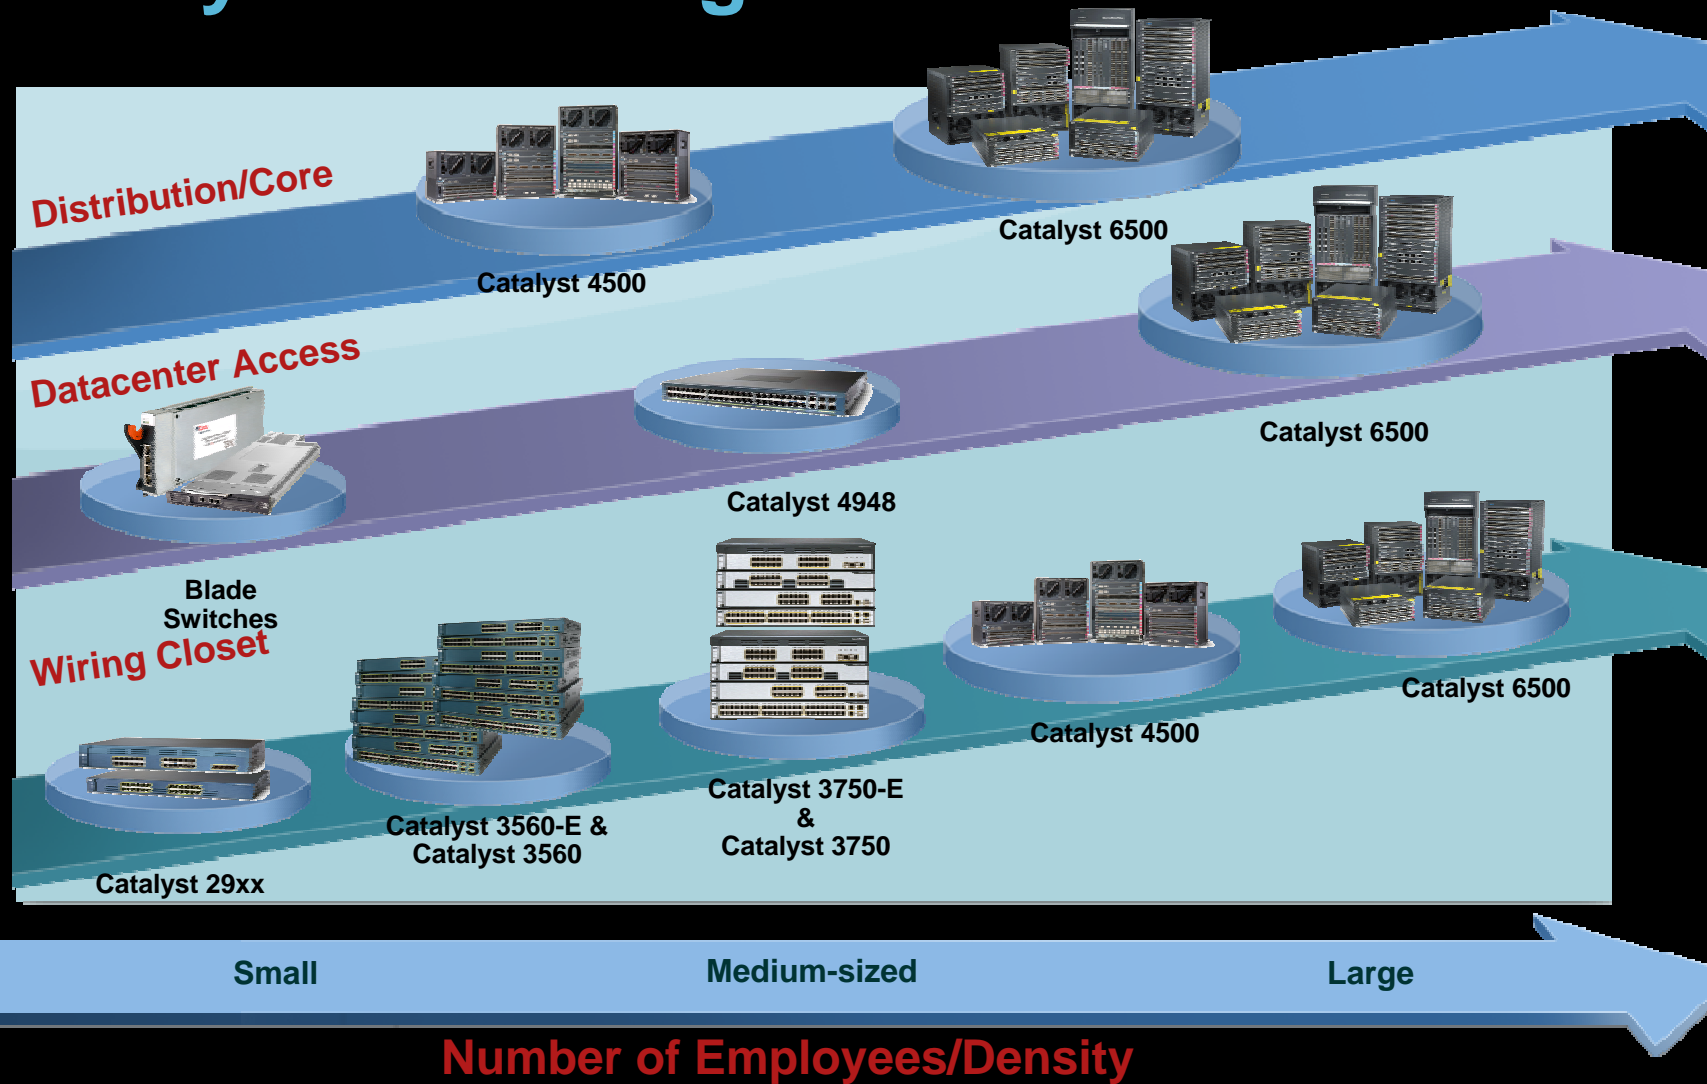 Distribution/Core
Catalyst 4500
Catalyst 6500
Datacenter Access
Blade
Switches
Catalyst 4948
Catalyst 6500
Wiring Closet
Catalyst 29xx
Catalyst 3560-E &
Catalyst 3560
Catalyst 3750-E
&
Catalyst 3750
Catalyst 4500
Catalyst 6500
Small
Medium-sized
Large
Number of Employees/Density